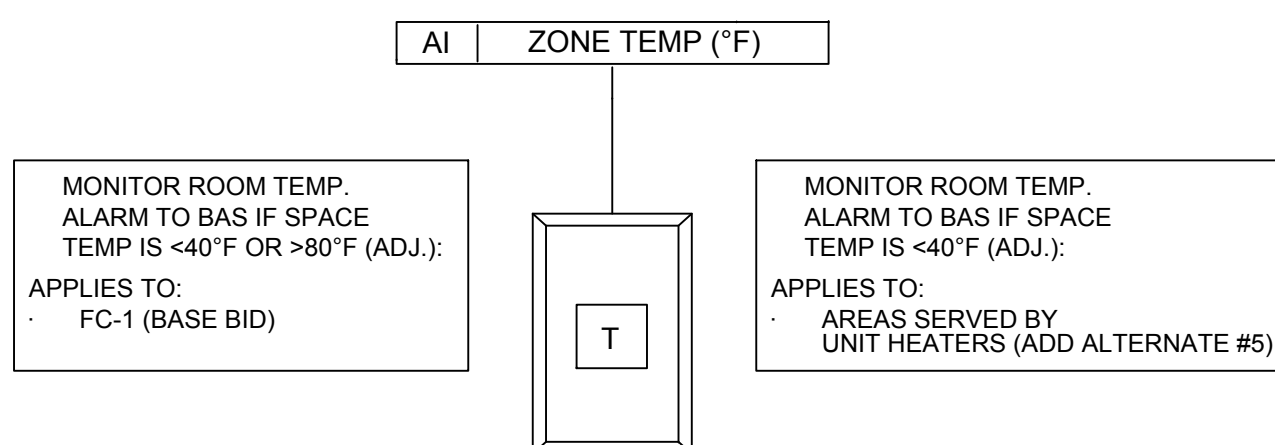 AI ZONE TEMP (°F)
MONITOR ROOM TEMP.
ALARM TO BAS IF SPACE
TEMP IS <40°F OR >80°F (ADJ.):
APPLIES TO:
· FC-1 (BASE BID)
T
MONITOR ROOM TEMP.
ALARM TO BAS IF SPACE
TEMP IS <40°F (ADJ.):
APPLIES TO:
· AREAS SERVED BY
UNIT HEATERS (ADD ALTERNATE #5)